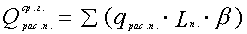 Q^{ср.г.}_{рас.п.} = ∑ (q_{рас.п.} · L_{п.} · β)